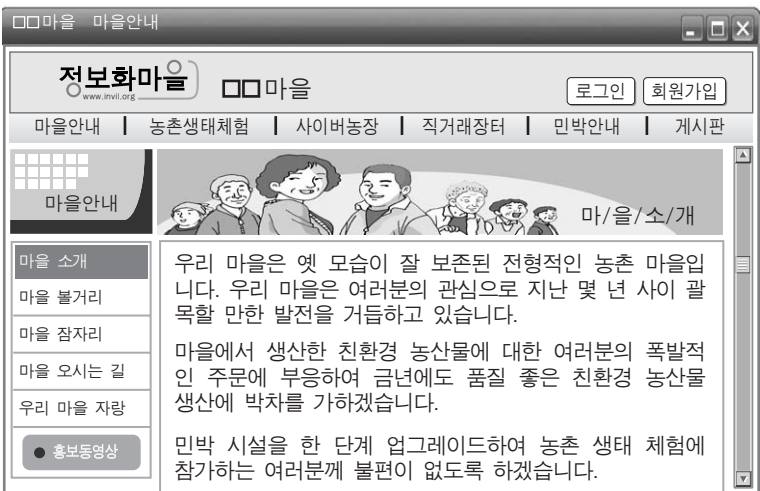 □□마을 마을안내
정보화마을
www.invil.org
□□마을
로그인 회원가입
마을안내 | 농촌생태체험 | 사이버농장 | 직거래장터 | 민박안내 | 게시판
마을안내
마/을/소/개
마을 소개
마을 볼거리
마을 잠자리
마을 오시는 길
우리 마을 자랑
● 홍보동영상
우리 마을은 옛 모습이 잘 보존된 전형적인 농촌 마을입
니다. 우리 마을은 여러분의 관심으로 지난 몇 년 사이 괄
목할 만한 발전을 거듭하고 있습니다.
마을에서 생산한 친환경 농산물에 대한 여러분의 폭발적
인 주문에 부응하여 금년에도 품질 좋은 친환경 농산물
생산에 박차를 가하겠습니다.
민박 시설을 한 단계 업그레이드하여 농촌 생태 체험에
참가하는 여러분께 불편이 없도록 하겠습니다.